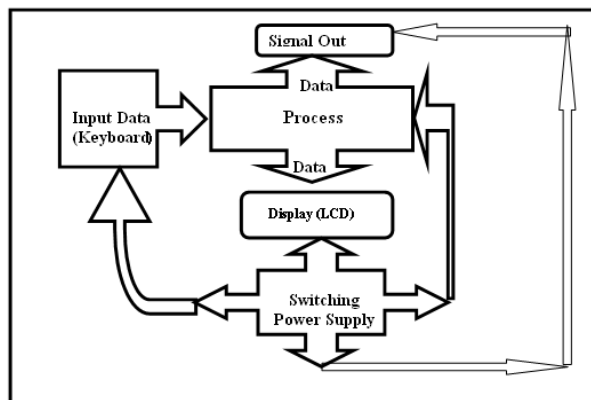 Signal Out
Data
Input Data
(Keyboard)
Process
Data
Display (LCD)
Switching
Power Supply